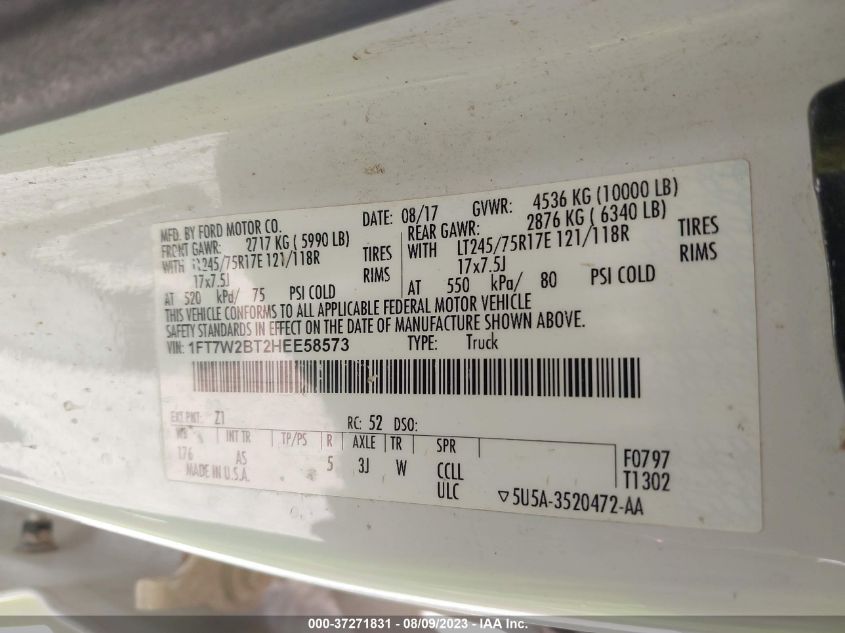 MFD. BY FORD MOTOR CO.
DATE: 08/17 GVWR: 4536 KG (10000 LB)
FRONT GAWR: 2717 KG ( 5990 LB)
REAR GAWR: 2876 KG ( 6340 LB)
WITH LT245/75R17E 121/118R TIRES
WITH LT245/75R17E 121/118R TIRES
17x7.5J RIMS
17x7.5J RIMS
AT 520 kPa/ 75 PSI COLD
AT 550 kPa/ 80 PSI COLD
THIS VEHICLE CONFORMS TO ALL APPLICABLE FEDERAL MOTOR VEHICLE
SAFETY STANDARDS IN EFFECT ON THE DATE OF MANUFACTURE SHOWN ABOVE.
VIN: 1FT7W2BT2HEE58573 TYPE: Truck
EXT PNT: Z1 RC: 52 DSO:
WB INT TR TP/PS R AXLE TR SPR
176 AS 5 3J W CCLL F0797
MADE IN U.S.A. ULC T1302
▽5U5A-3520472-AA
000-37271831 - 08/09/2023 - IAA Inc.